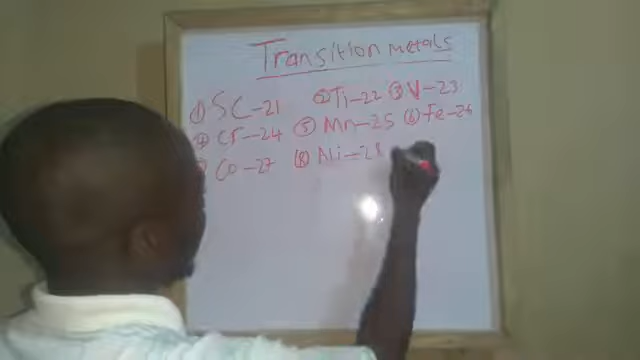 Transition metals
① SC-21 ② Ti-22 ③ V-23
④ Cr-24 ⑤ Mn-25 ⑥ Fe-26
Co-27 ⑧ Ni-28